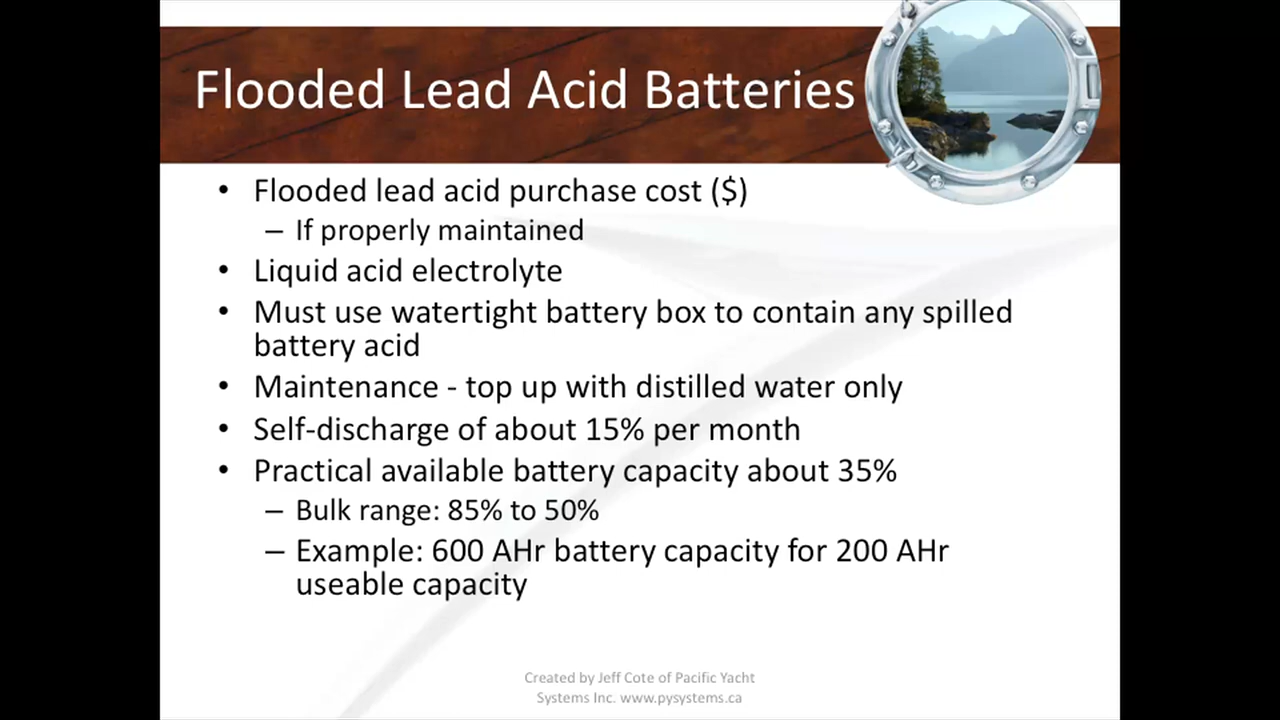 Flooded Lead Acid Batteries
• Flooded lead acid purchase cost ($)
– If properly maintained
• Liquid acid electrolyte
• Must use watertight battery box to contain any spilled
battery acid
• Maintenance - top up with distilled water only
• Self-discharge of about 15% per month
• Practical available battery capacity about 35%
– Bulk range: 85% to 50%
– Example: 600 AHr battery capacity for 200 AHr
useable capacity
Created by Jeff Cote of Pacific Yacht
Systems Inc. www.pysystems.ca